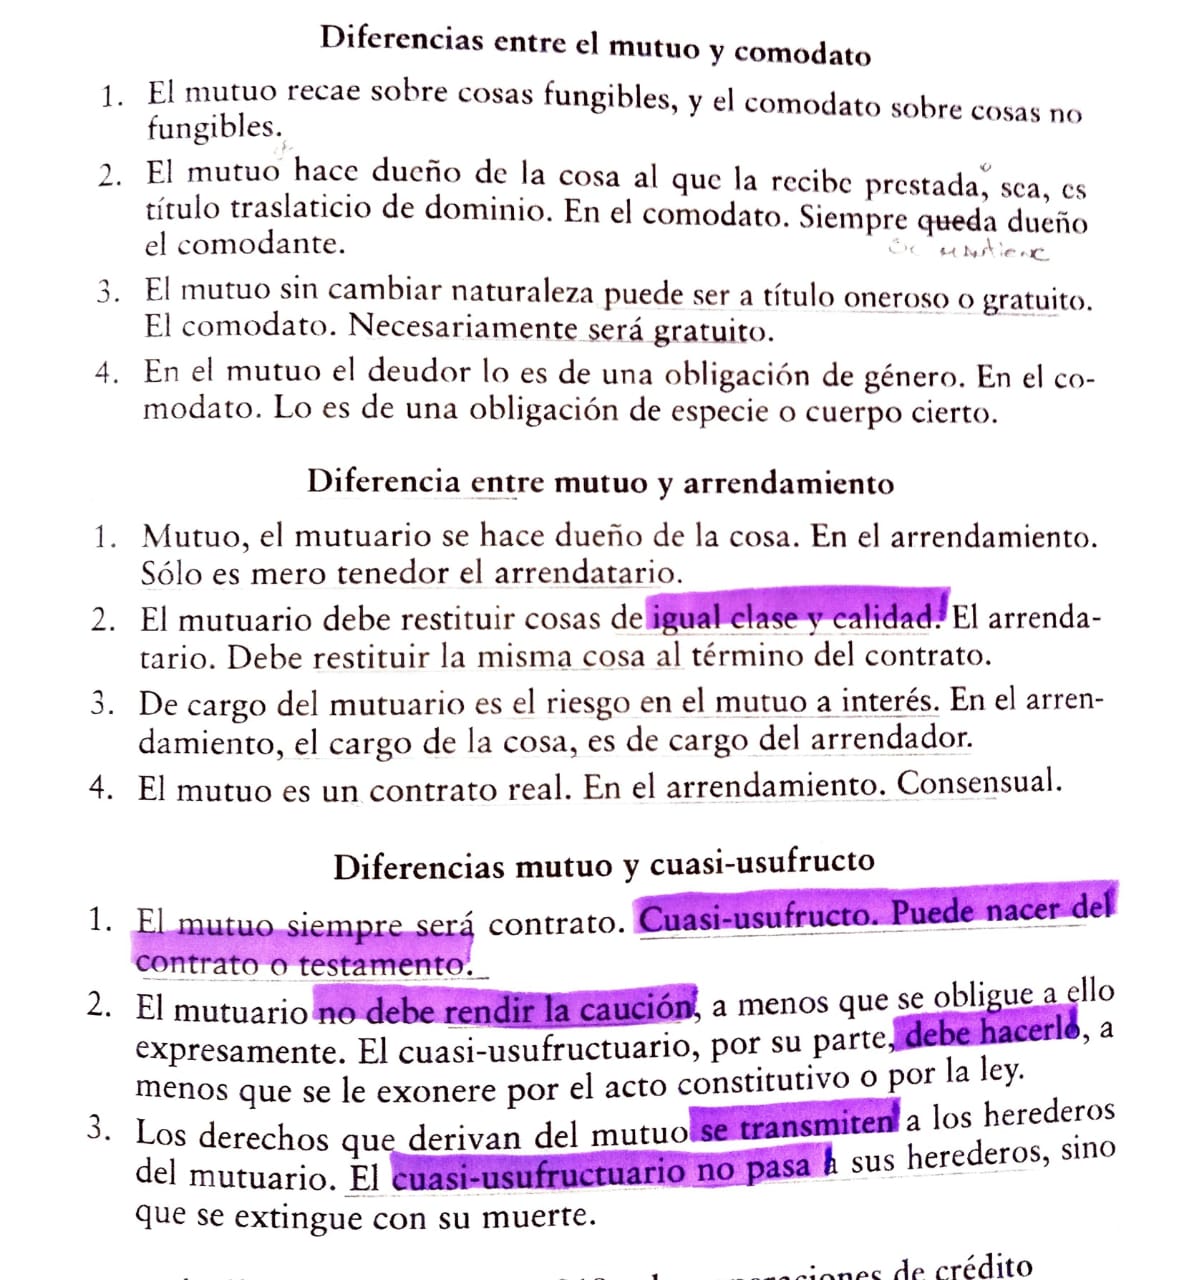 Diferencias entre el mutuo y comodato
1. El mutuo recae sobre cosas fungibles, y el comodato sobre cosas no
fungibles.
2. El mutuo hace dueño de la cosa al que la recibe prestada, o sea, es
título traslaticio de dominio. En el comodato. Siempre queda dueño
se mantiene
el comodante.
3. El mutuo sin cambiar naturaleza puede ser a título oneroso o gratuito.
El comodato. Necesariamente será gratuito.
4. En el mutuo el deudor lo es de una obligación de género. En el co-
modato. Lo es de una obligación de especie o cuerpo cierto.
Diferencia entre mutuo y arrendamiento
1. Mutuo, el mutuario se hace dueño de la cosa. En el arrendamiento.
Sólo es mero tenedor el arrendatario.
2. El mutuario debe restituir cosas de igual clase y calidad. El arrenda-
tario. Debe restituir la misma cosa al término del contrato.
3. De cargo del mutuario es el riesgo en el mutuo a interés. En el arren-
damiento, el cargo de la cosa, es de cargo del arrendador.
4. El mutuo es un contrato real. En el arrendamiento. Consensual.
Diferencias mutuo y cuasi-usufructo
1. El mutuo siempre será contrato. Cuasi-usufructo. Puede nacer del
contrato o testamento.
2. El mutuario no debe rendir la caución, a menos que se obligue a ello
expresamente. El cuasi-usufructuario, por su parte, debe hacerlo, a
menos que se le exonere por el acto constitutivo o por la ley.
3. Los derechos que derivan del mutuo se transmiten a los herederos
del mutuario. El cuasi-usufructuario no pasa a sus herederos, sino
que se extingue con su muerte.
de crédito